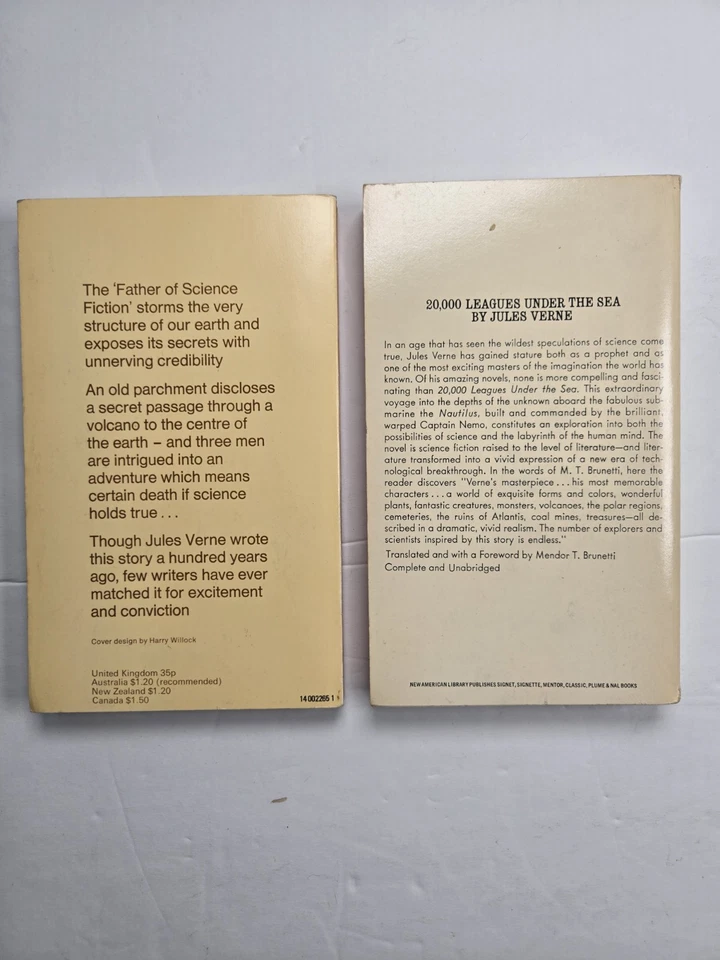 The 'Father of Science
Fiction' storms the very
structure of our earth and
exposes its secrets with
unnerving credibility
An old parchment discloses
a secret passage through a
volcano to the centre of
the earth – and three men
are intrigued into an
adventure which means
certain death if science
holds true . . .
Though Jules Verne wrote
this story a hundred years
ago, few writers have ever
matched it for excitement
and conviction
Cover design by Harry Willock
United Kingdom 35p
Australia $1.20 (recommended)
New Zealand $1.20
Canada $1.50
14 002265 1
20,000 LEAGUES UNDER THE SEA
BY JULES VERNE
In an age that has seen the wildest speculations of science come
true, Jules Verne has gained stature both as a prophet and as
one of the most exciting masters of the imagination the world has
known. Of his amazing novels, none is more compelling and fasci-
nating than 20,000 Leagues Under the Sea. This extraordinary
voyage into the depths of the unknown aboard the fabulous sub-
marine the Nautilus, built and commanded by the brilliant,
warped Captain Nemo, constitutes an exploration into both the
possibilities of science and the labyrinth of the human mind. The
novel is science fiction raised to the level of literature—and liter-
ature transformed into a vivid expression of a new era of tech-
nological breakthrough. In the words of M. T. Brunetti, here the
reader discovers "Verne's masterpiece . . . his most memorable
characters . . . a world of exquisite forms and colors, wonderful
plants, fantastic creatures, monsters, volcanoes, the polar regions,
cemeteries, the ruins of Atlantis, coal mines, treasures—all de-
scribed in a dramatic, vivid realism. The number of explorers and
scientists inspired by this story is endless."
Translated and with a Foreword by Mendor T. Brunetti
Complete and Unabridged
NEW AMERICAN LIBRARY PUBLISHES SIGNET, SIGNETTE, MENTOR, CLASSIC, PLUME & NAL BOOKS